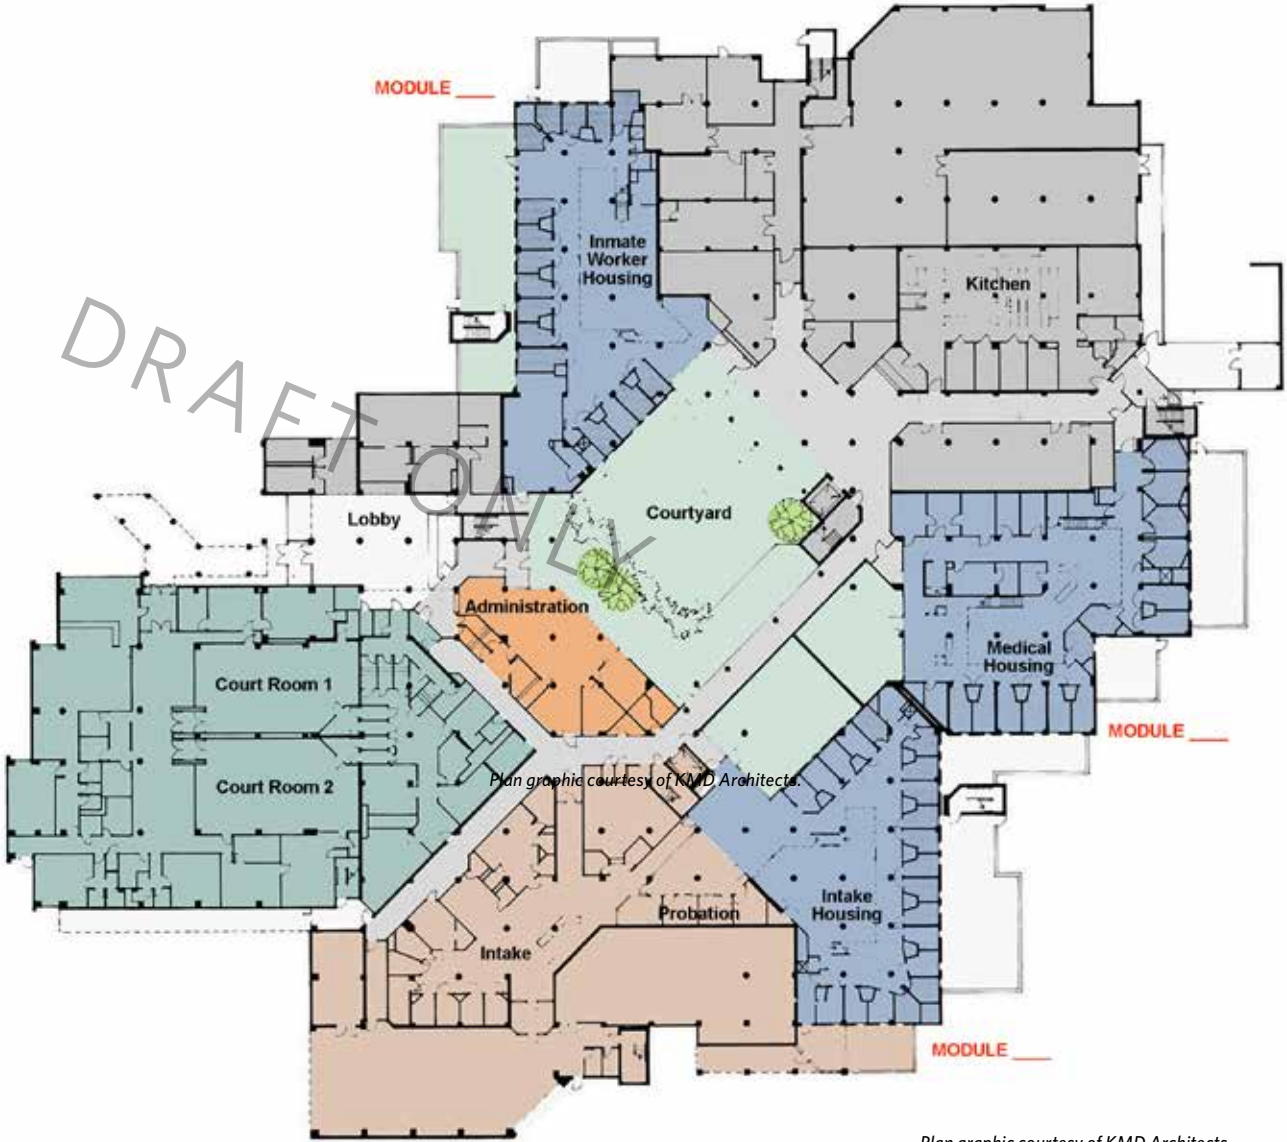 MODULE ___
Inmate
Worker
Housing
Kitchen
DRAFT ONLY
Lobby
Courtyard
Administration
Medical
Housing
Court Room 1
MODULE ___
Court Room 2
Plan graphic courtesy of KMD Architects.
Intake
Housing
Probation
Intake
MODULE ___
Plan graphic courtesy of KMD Architects.